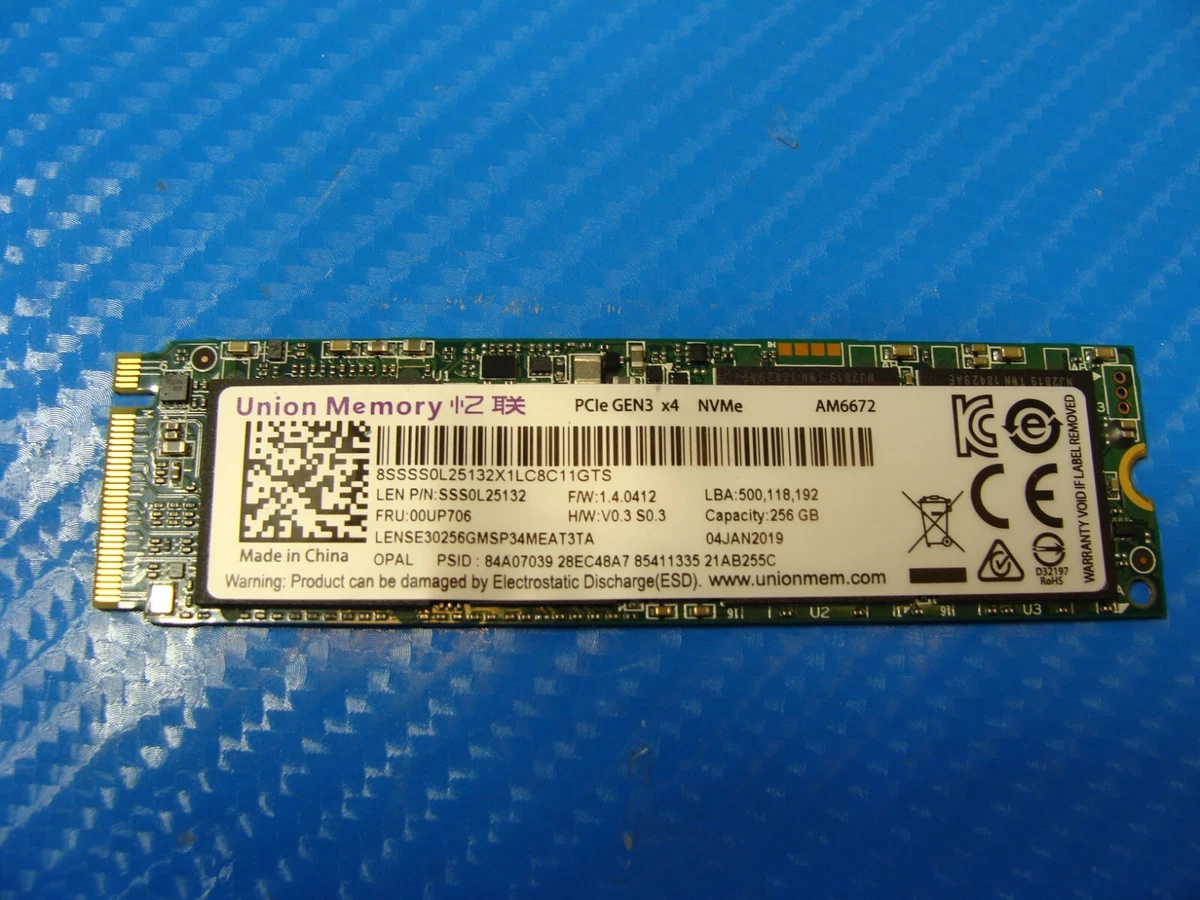 Union Memory 忆联 PCIe GEN3 x4 NVMe AM6672
8SSSS0L25132X1LC8C11GTS
LEN P/N:SSS0L25132 F/W:1.4.0412 LBA:500,118,192
FRU:00UP706 H/W:V0.3 S0.3 Capacity:256 GB
LENSE30256GMSP34MEAT3TA 04JAN2019
Made in China OPAL PSID : 84A07039 28EC48A7 85411335 21AB255C
Warning: Product can be damaged by Electrostatic Discharge(ESD). www.unionmem.com
D32197
RoHS
WARRANTY VOID IF LABEL REMOVED
U2
U3